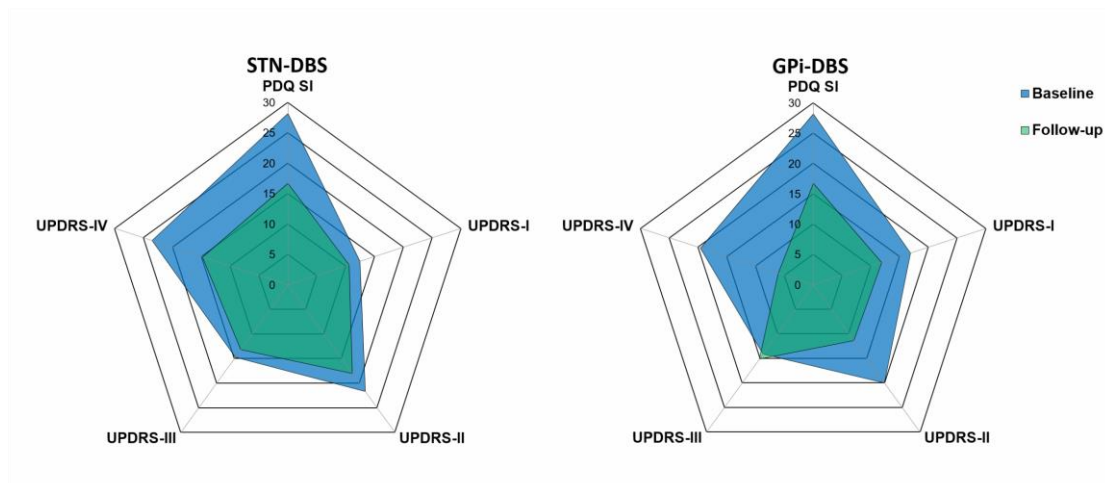 STN-DBS
PDQ SI
30
25
20
15
10
5
0
UPDRS-I
UPDRS-II
UPDRS-III
UPDRS-IV
GPi-DBS
PDQ SI
30
25
20
15
10
5
0
UPDRS-I
UPDRS-II
UPDRS-III
UPDRS-IV
Baseline
Follow-up